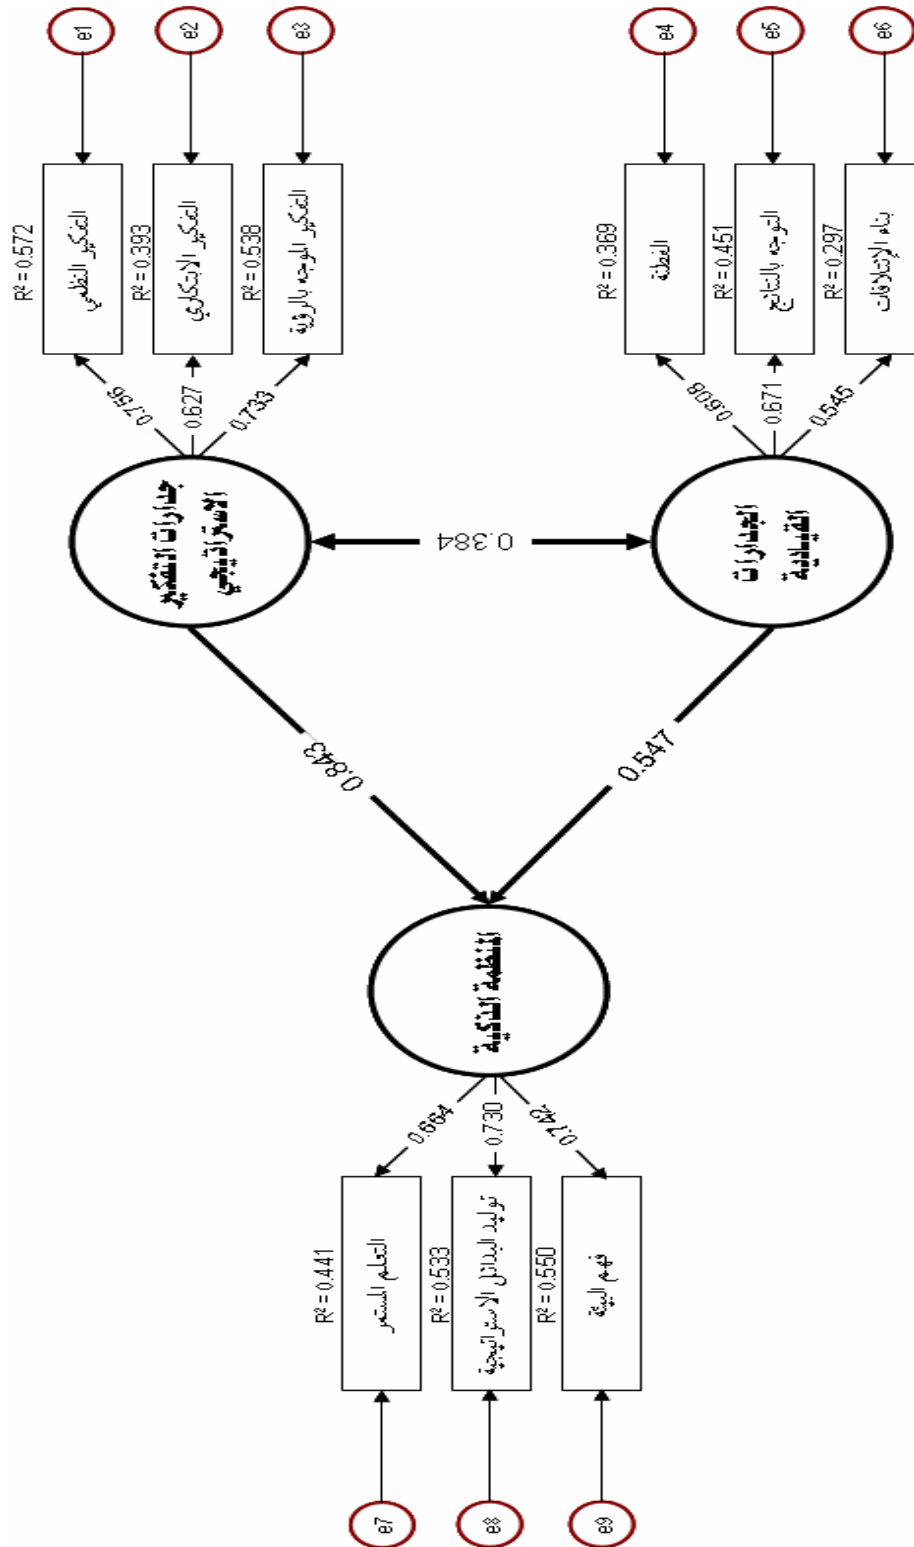 e1
e2
e3
e4
e5
e6
R² = 0.572
التفكير النظمي
R² = 0.393
التفكير الابتكاري
R² = 0.538
التفكير الموجه بالرؤية
R² = 0.369
الفطنة
R² = 0.451
التوجه بالنتائج
R² = 0.297
بناء الإئتلافات
0.756
0.627
0.733
0.608
0.671
0.545
جدارات التفكير
الاستراتيجي
0.384
الجدارات
القيادية
0.843
0.547
المنظمة الذكية
0.664
0.730
0.742
R² = 0.441
التعلم المستمر
R² = 0.533
توليد البدائل الاستراتيجية
R² = 0.550
فهم البيئة
e7
e8
e9